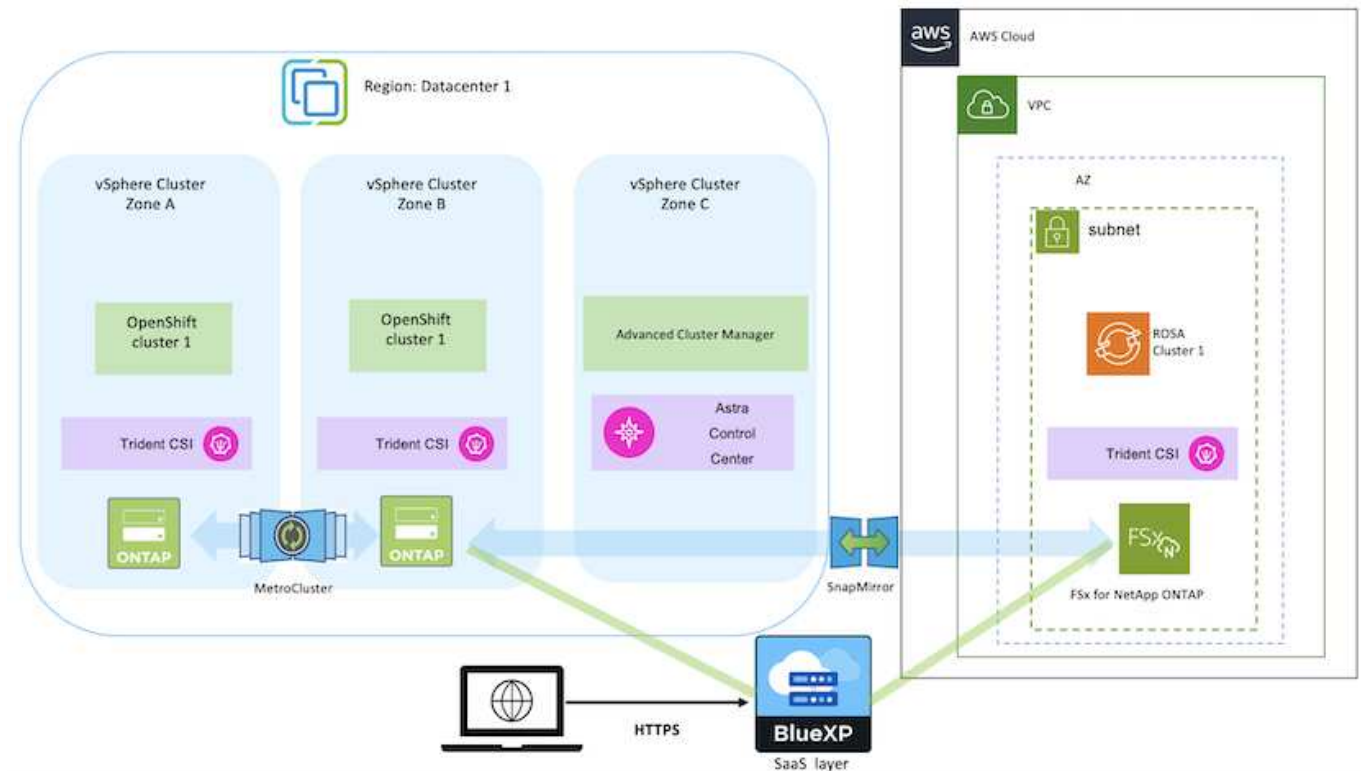 aws
AWS Cloud
Region: Datacenter 1
VPC
AZ
subnet
vSphere Cluster
Zone A
vSphere Cluster
Zone B
vSphere Cluster
Zone C
OpenShift
cluster 1
OpenShift
cluster 1
Advanced Cluster Manager
ROSA
Cluster 1
Trident CSI
Trident CSI
Astra
Control
Center
Trident CSI
ONTAP
ONTAP
FSx
N
MetroCluster
SnapMirror
FSx for NetApp ONTAP
HTTPS
BlueXP
SaaS layer